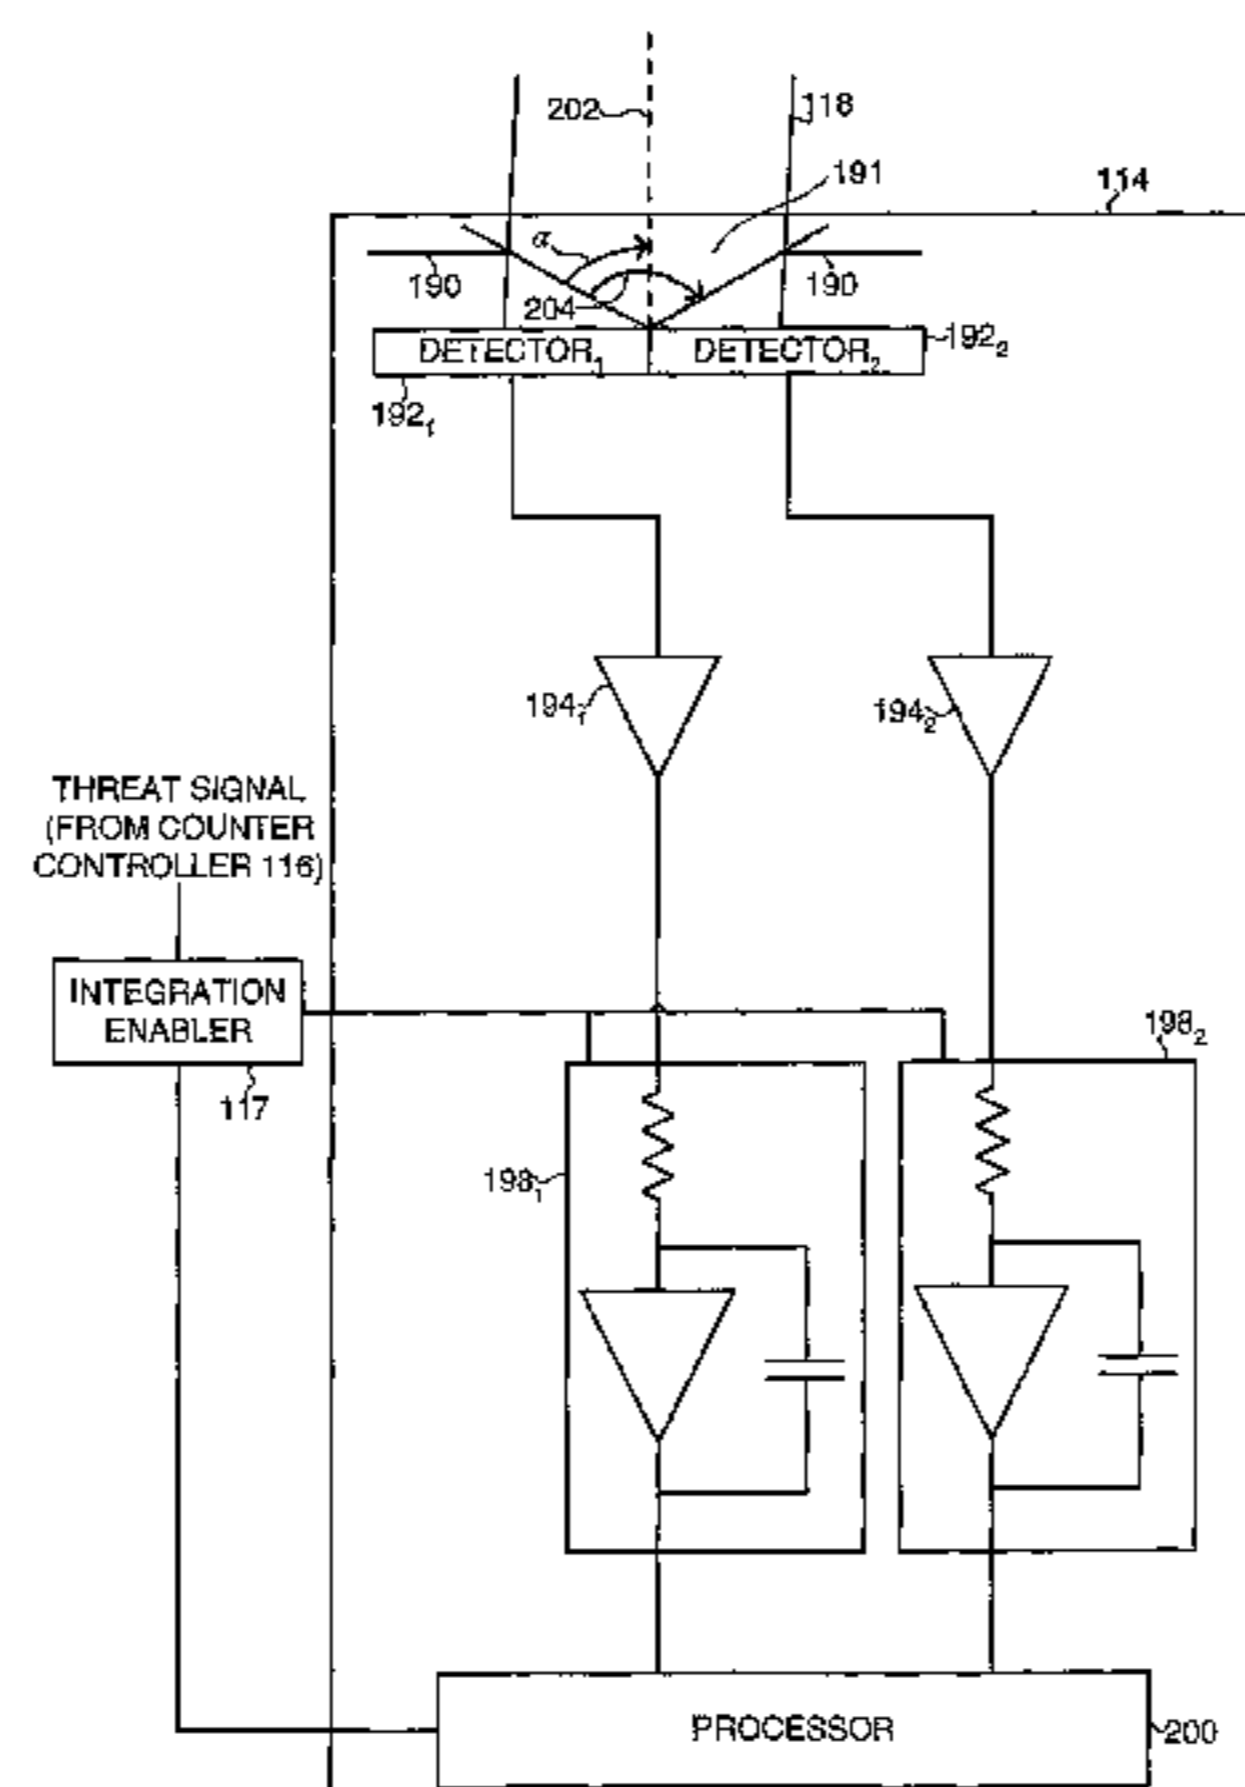 202
118
191
114
α
190
204
190
DETECTOR₁
DETECTOR₂
192₂
192₁
194₁
194₂
THREAT SIGNAL
(FROM COUNTER
CONTROLLER 116)
INTEGRATION
ENABLER
117
198₂
198₁
PROCESSOR
200